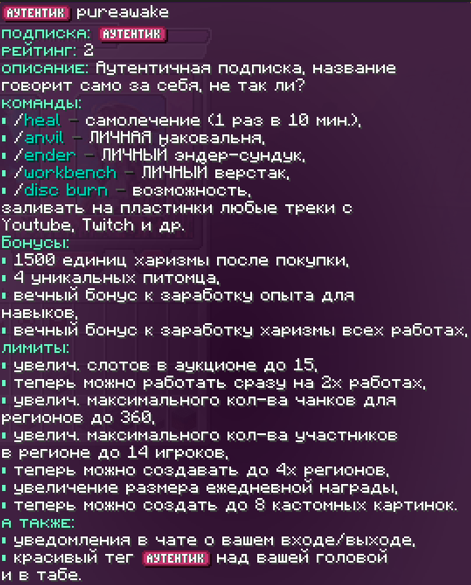 АУТЕНТИК pureawake
ПОДПИСКА: АУТЕНТИК
РЕЙТИНГ: 2
ОПИСАНИЕ: Аутентичная подписка, название
говорит само за себя, не так ли?
КОМАНДЫ:
▪ /heal – самолечение (1 раз в 10 мин.),
▪ /anvil – ЛИЧНАЯ наковальня,
▪ /ender – ЛИЧНЫЙ эндер-сундук,
▪ /workbench – ЛИЧНЫЙ верстак,
▪ /disc burn – возможность,
заливать на пластинки любые треки с
Youtube, Twitch и др.
БОНУСЫ:
▪ 1500 единиц харизмы после покупки,
▪ 4 уникальных питомца,
▪ вечный бонус к заработку опыта для
навыков,
▪ вечный бонус к заработку харизмы всех работах,
ЛИМИТЫ:
▪ увелич. слотов в аукционе до 15,
▪ теперь можно работать сразу на 2х работах,
▪ увелич. максимального кол-ва чанков для
регионов до 360,
▪ увелич. максимального кол-ва участников
в регионе до 14 игроков,
▪ теперь можно создавать до 4х регионов,
▪ увеличение размера ежедневной награды,
▪ теперь можно создать до 8 кастомных картинок.
А ТАКЖЕ:
▪ уведомления в чате о вашем входе/выходе,
▪ красивый тег АУТЕНТИК над вашей головой
и в табе.